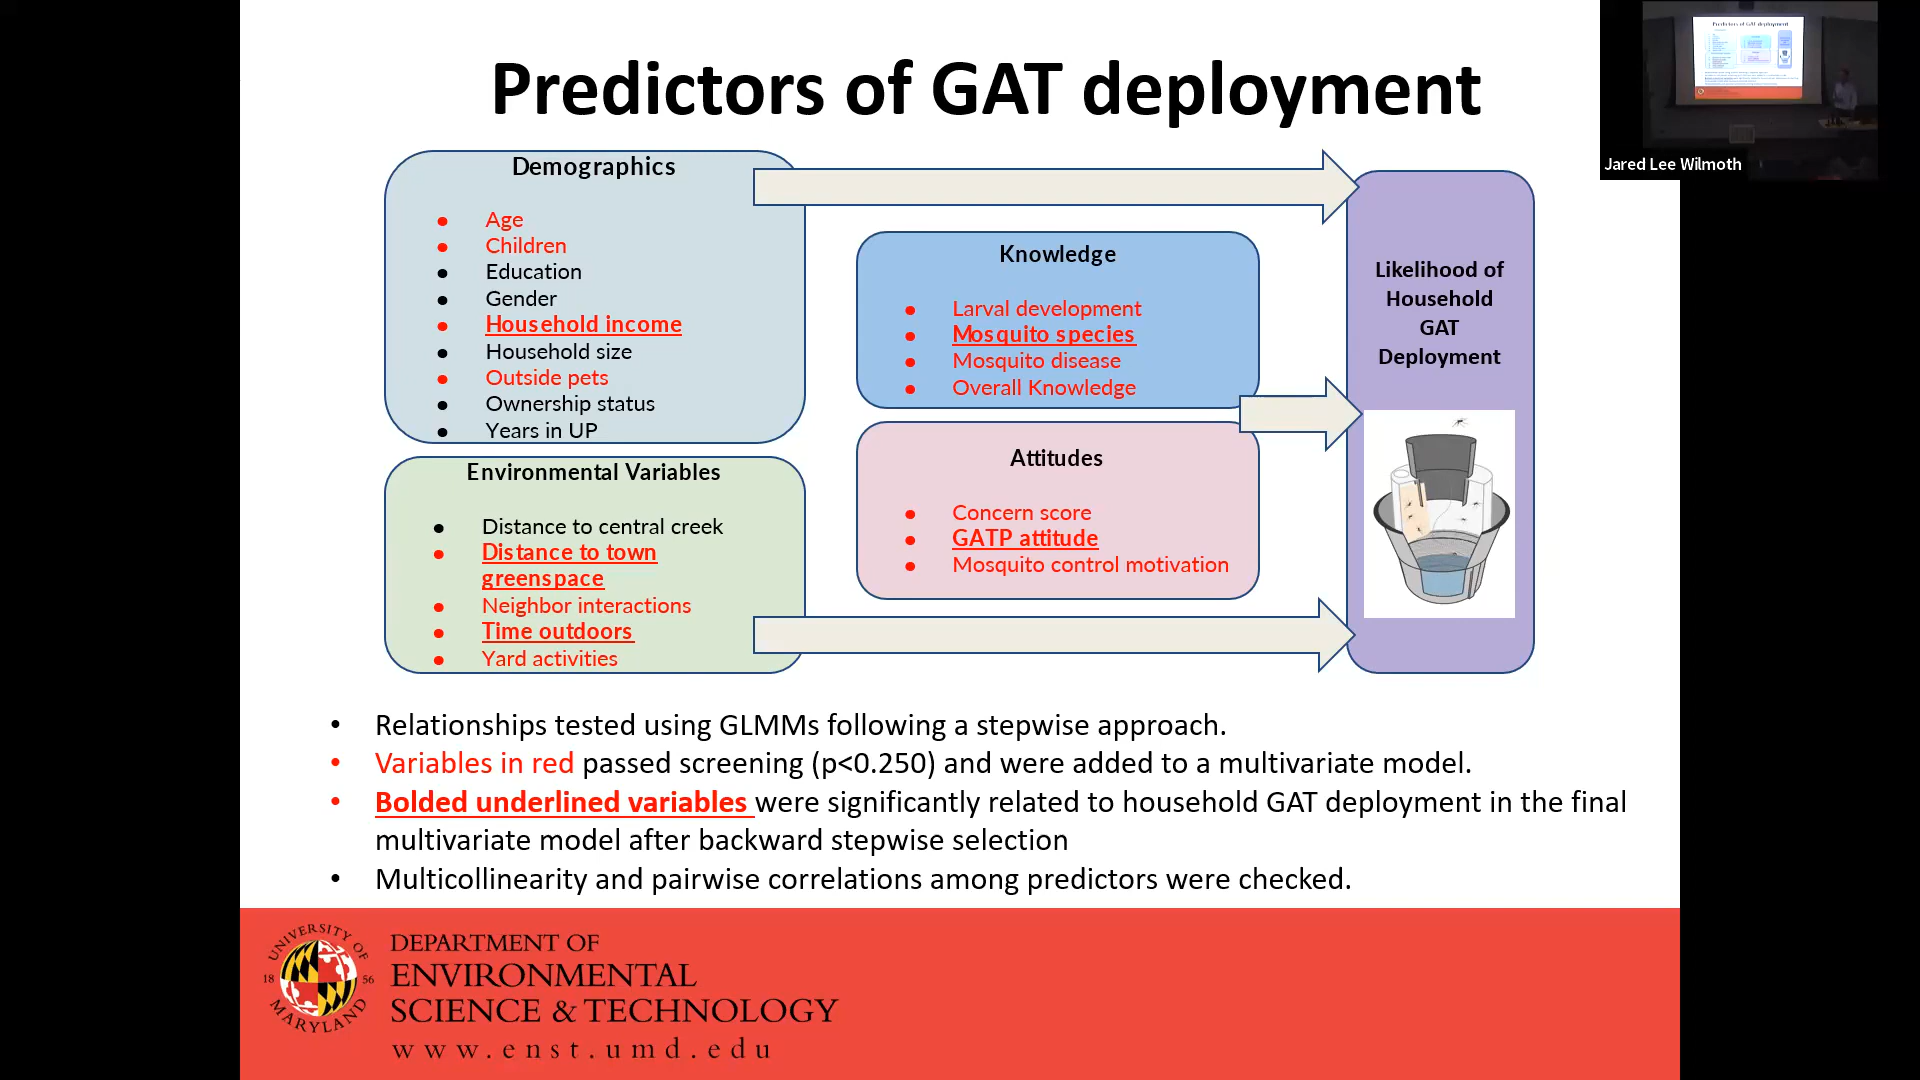 Predictors of GAT deployment
Demographics
● Age
● Children
● Education
● Gender
● Household income
● Household size
● Outside pets
● Ownership status
● Years in UP
Environmental Variables
● Distance to central creek
● Distance to town
greenspace
● Neighbor interactions
● Time outdoors
● Yard activities
Knowledge
● Larval development
● Mosquito species
● Mosquito disease
● Overall Knowledge
Attitudes
● Concern score
● GATP attitude
● Mosquito control motivation
Likelihood of
Household
GAT
Deployment
• Relationships tested using GLMMs following a stepwise approach.
• Variables in red passed screening (p<0.250) and were added to a multivariate model.
• Bolded underlined variables were significantly related to household GAT deployment in the final
multivariate model after backward stepwise selection
• Multicollinearity and pairwise correlations among predictors were checked.
UNIVERSITY OF
18 56
MARYLAND
DEPARTMENT OF
ENVIRONMENTAL
SCIENCE & TECHNOLOGY
www.enst.umd.edu
Predictors of GAT deployment
Jared Lee Wilmoth